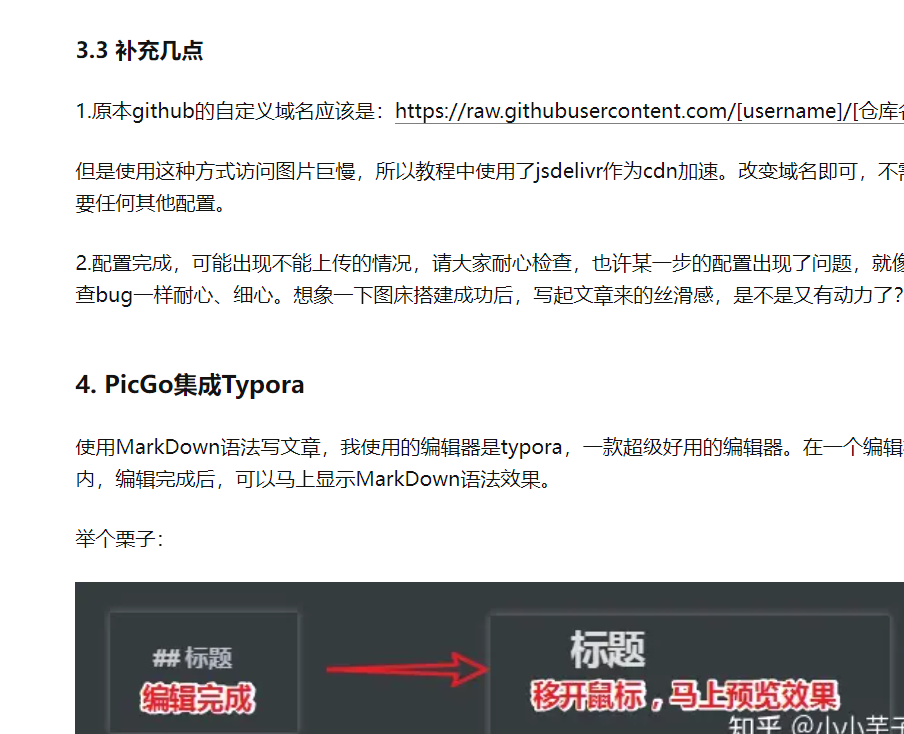 3.3 补充几点
1.原本github的自定义域名应该是：https://raw.githubusercontent.com/[username]/[仓库
但是使用这种方式访问图片巨慢，所以教程中使用了jsdelivr作为cdn加速。改变域名即可，不需
要任何其他配置。
2.配置完成，可能出现不能上传的情况，请大家耐心检查，也许某一步的配置出现了问题，就像
查bug一样耐心、细心。想象一下图床搭建成功后，写起文章来的丝滑感，是不是又有动力了?
4. PicGo集成Typora
使用MarkDown语法写文章，我使用的编辑器是typora，一款超级好用的编辑器。在一个编辑
内，编辑完成后，可以马上显示MarkDown语法效果。
举个栗子：
## 标题
编辑完成
标题
移开鼠标，马上预览效果
知乎 @小小芋子